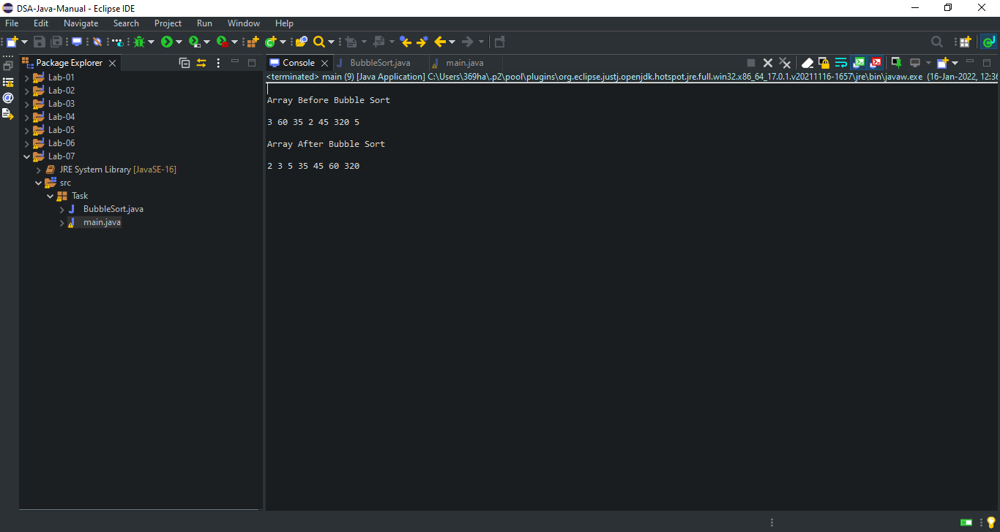 DSA-Java-Manual - Eclipse IDE
File Edit Navigate Search Project Run Window Help
Package Explorer
Lab-01
Lab-02
Lab-03
Lab-04
Lab-05
Lab-06
Lab-07
JRE System Library [JavaSE-16]
src
Task
BubbleSort.java
main.java
Console BubbleSort.java main.java
<terminated> main (9) [Java Application] C:\Users\369ha\.p2\pool\plugins\org.eclipse.justj.openjdk.hotspot.jre.full.win32.x86_64_17.0.1.v20211116-1657\jre\bin\javaw.exe (16-Jan-2022, 12:36
Array Before Bubble Sort
3 60 35 2 45 320 5
Array After Bubble Sort
2 3 5 35 45 60 320